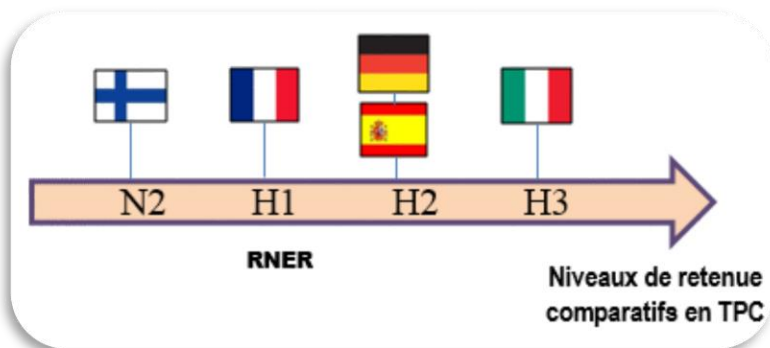 N2 H1 H2 H3
RNER
Niveaux de retenue
comparatifs en TPC